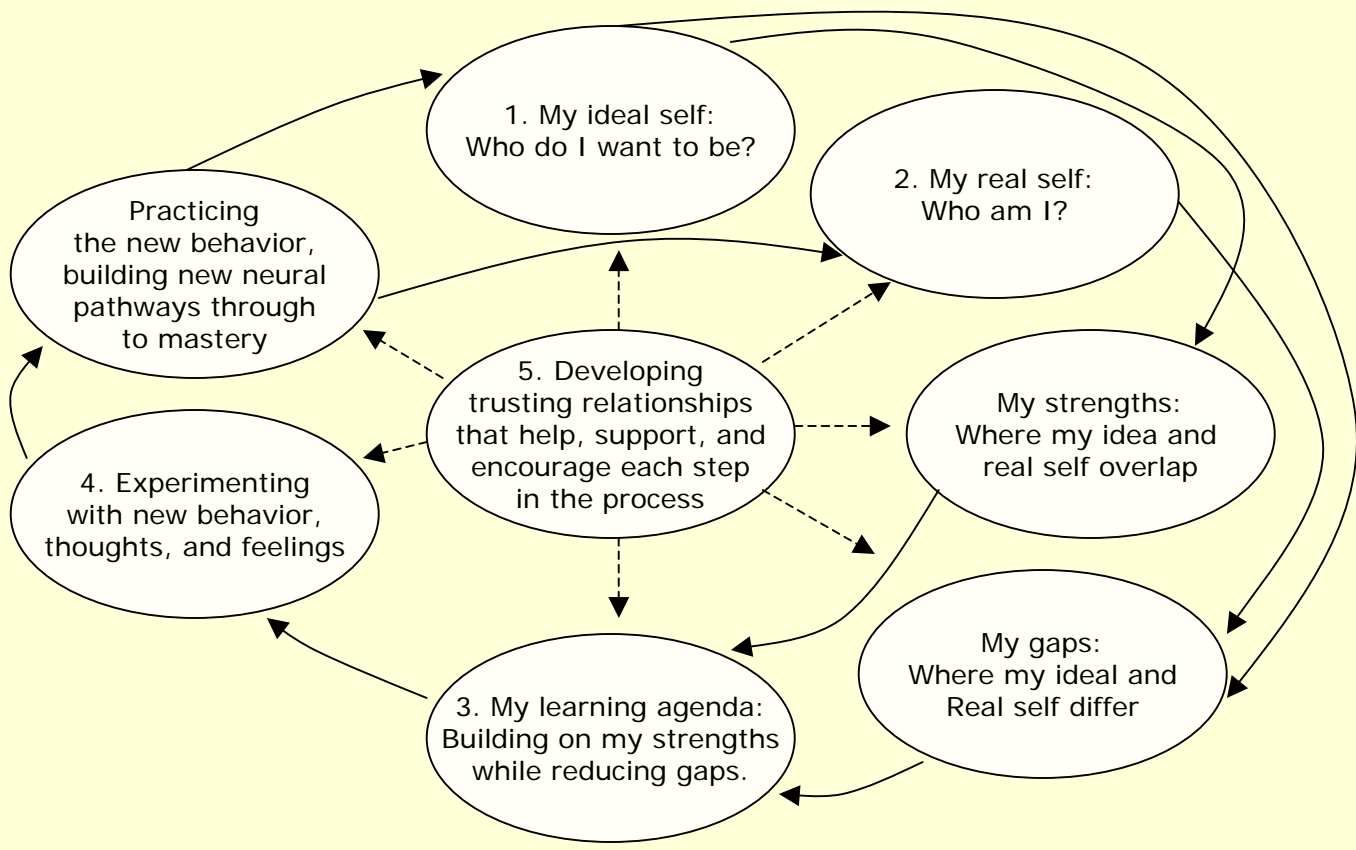 1. My ideal self:
Who do I want to be?
2. My real self:
Who am I?
Practicing
the new behavior,
building new neural
pathways through
to mastery
5. Developing
trusting relationships
that help, support, and
encourage each step
in the process
My strengths:
Where my idea and
real self overlap
4. Experimenting
with new behavior,
thoughts, and feelings
My gaps:
Where my ideal and
Real self differ
3. My learning agenda:
Building on my strengths
while reducing gaps.